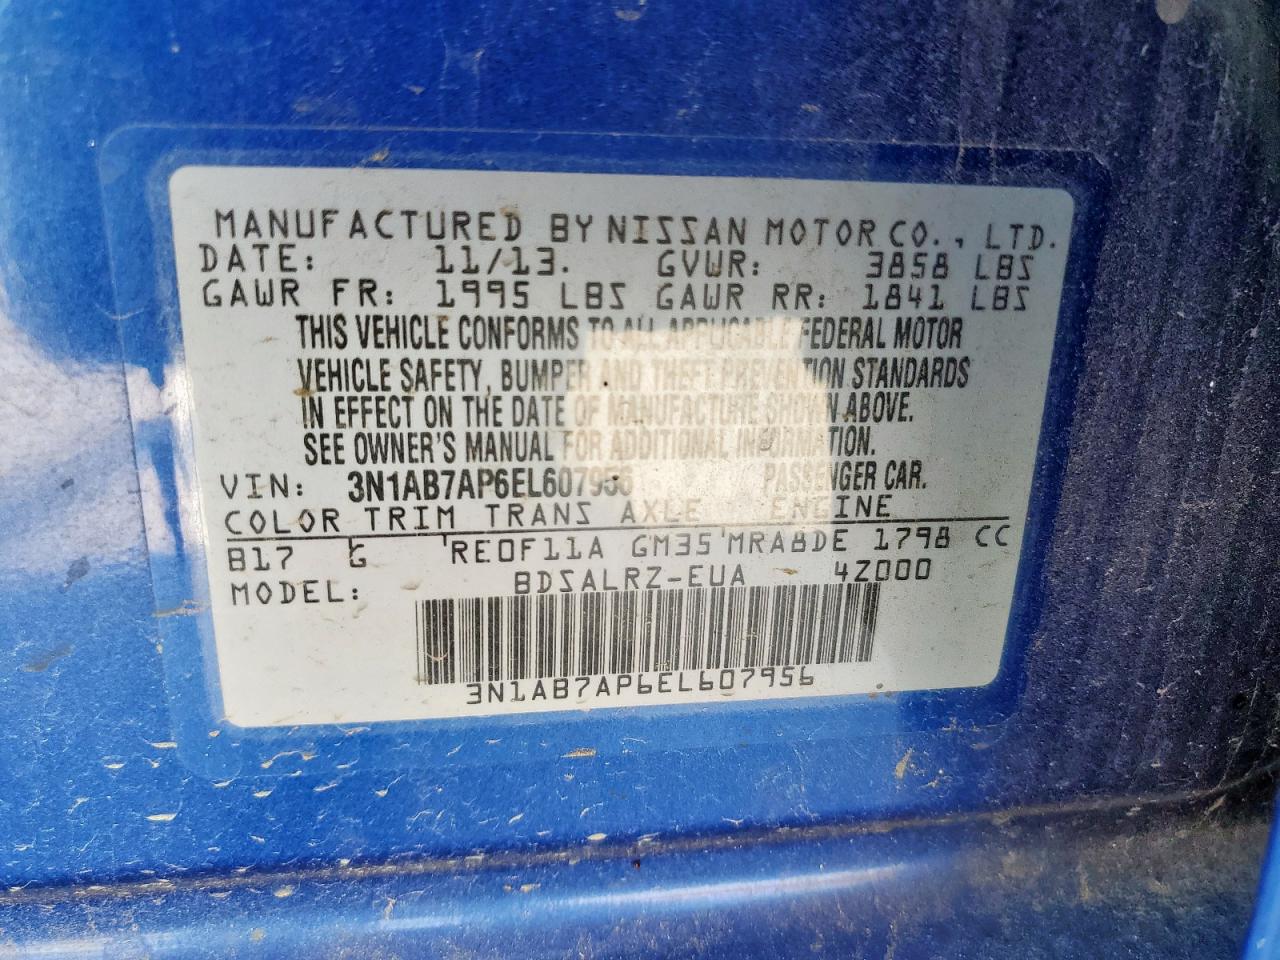 MANUFACTURED BY NISSAN MOTOR CO., LTD.
DATE: 11/13. GVWR: 3858 LBS
GAWR FR: 1995 LBS GAWR RR: 1841 LBS
THIS VEHICLE CONFORMS TO ALL APPLICABLE FEDERAL MOTOR
VEHICLE SAFETY, BUMPER AND THEFT PREVENTION STANDARDS
IN EFFECT ON THE DATE OF MANUFACTURE SHOWN ABOVE.
SEE OWNER'S MANUAL FOR ADDITIONAL INFORMATION.
VIN: 3N1AB7AP6EL607956 PASSENGER CAR.
COLOR TRIM TRANS AXLE ENGINE
B17 G RE0F11A GM35 MRA8DE 1798 CC
MODEL: BDSALRZ-EUA 4Z000
3N1AB7AP6EL607956